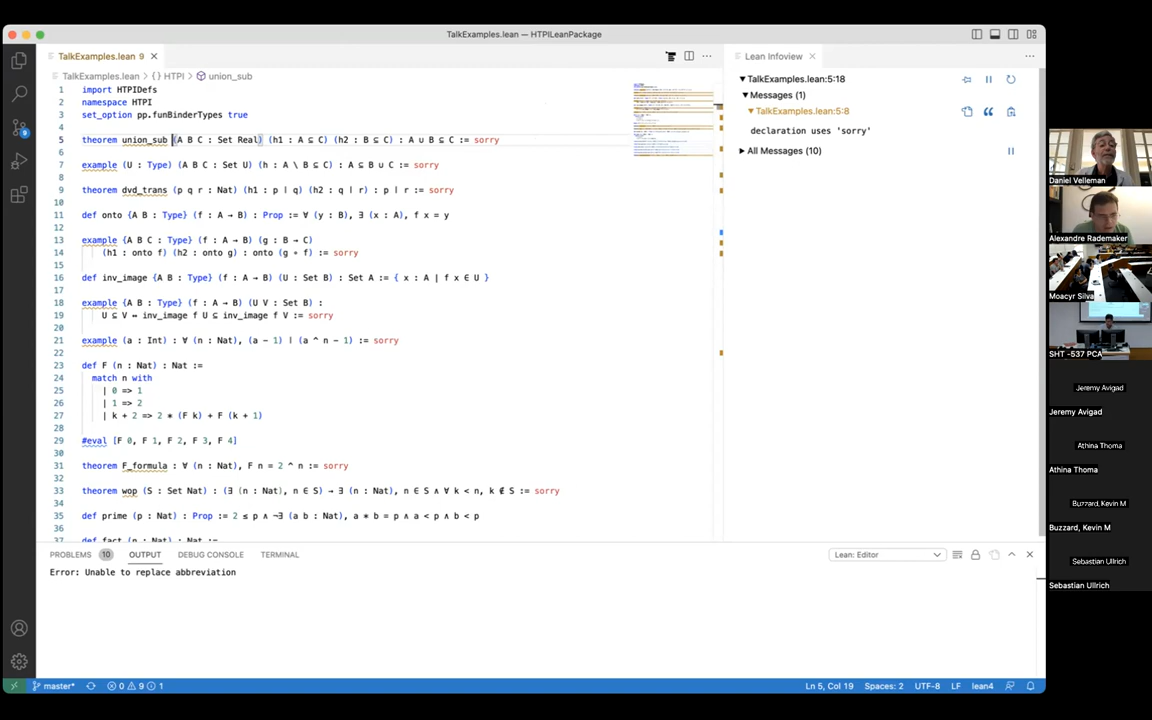 TalkExamples.lean — HTPILeanPackage
TalkExamples.lean 9
Lean Infoview
TalkExamples.lean > {} HTPI > union_sub
1 import HTPIDefs
2 namespace HTPI
3 set_option pp.funBinderTypes true
4
5 theorem union_sub (A B C : Set Real) (h1 : A ⊆ C) (h2 : B ⊆ C) : A ∪ B ⊆ C := sorry
6
7 example (U : Type) (A B C : Set U) (h : A \ B ⊆ C) : A ⊆ B ∪ C := sorry
8
9 theorem dvd_trans (p q r : Nat) (h1 : p ∣ q) (h2 : q ∣ r) : p ∣ r := sorry
10
11 def onto {A B : Type} (f : A → B) : Prop := ∀ (y : B), ∃ (x : A), f x = y
12
13 example {A B C : Type} (f : A → B) (g : B → C)
14 (h1 : onto f) (h2 : onto g) : onto (g ∘ f) := sorry
15
16 def inv_image {A B : Type} (f : A → B) (U : Set B) : Set A := { x : A | f x ∈ U }
17
18 example {A B : Type} (f : A → B) (U V : Set B) :
19 U ⊆ V → inv_image f U ⊆ inv_image f V := sorry
20
21 example (a : Int) : ∀ (n : Nat), (a - 1) ∣ (a ^ n - 1) := sorry
22
23 def F (n : Nat) : Nat :=
24 match n with
25 | 0 => 1
26 | 1 => 2
27 | k + 2 => 2 * (F k) + F (k + 1)
28
29 #eval [F 0, F 1, F 2, F 3, F 4]
30
31 theorem F_formula : ∀ (n : Nat), F n = 2 ^ n := sorry
32
33 theorem wop (S : Set Nat) : (∃ (n : Nat), n ∈ S) → ∃ (n : Nat), n ∈ S ∧ ∀ k < n, k ∉ S := sorry
34
35 def prime (p : Nat) : Prop := 2 ≤ p ∧ ¬∃ (a b : Nat), a * b = p ∧ a < p ∧ b < p
36
37 def fact (n : Nat) : Nat :=
TalkExamples.lean:5:18
Messages (1)
TalkExamples.lean:5:8
declaration uses 'sorry'
All Messages (10)
9
PROBLEMS 10 OUTPUT DEBUG CONSOLE TERMINAL
Lean: Editor
Error: Unable to replace abbreviation
master* 0 9 1
Ln 5, Col 19 Spaces: 2 UTF-8 LF lean4
Daniel Velleman
Alexandre Rademaker
Moacyr Silva
SHT -537 PCA
Jeremy Avigad
Jeremy Avigad
Athina Thoma
Athina Thoma
Buzzard, Kevin M
Buzzard, Kevin M
Sebastian Ullrich
Sebastian Ullrich